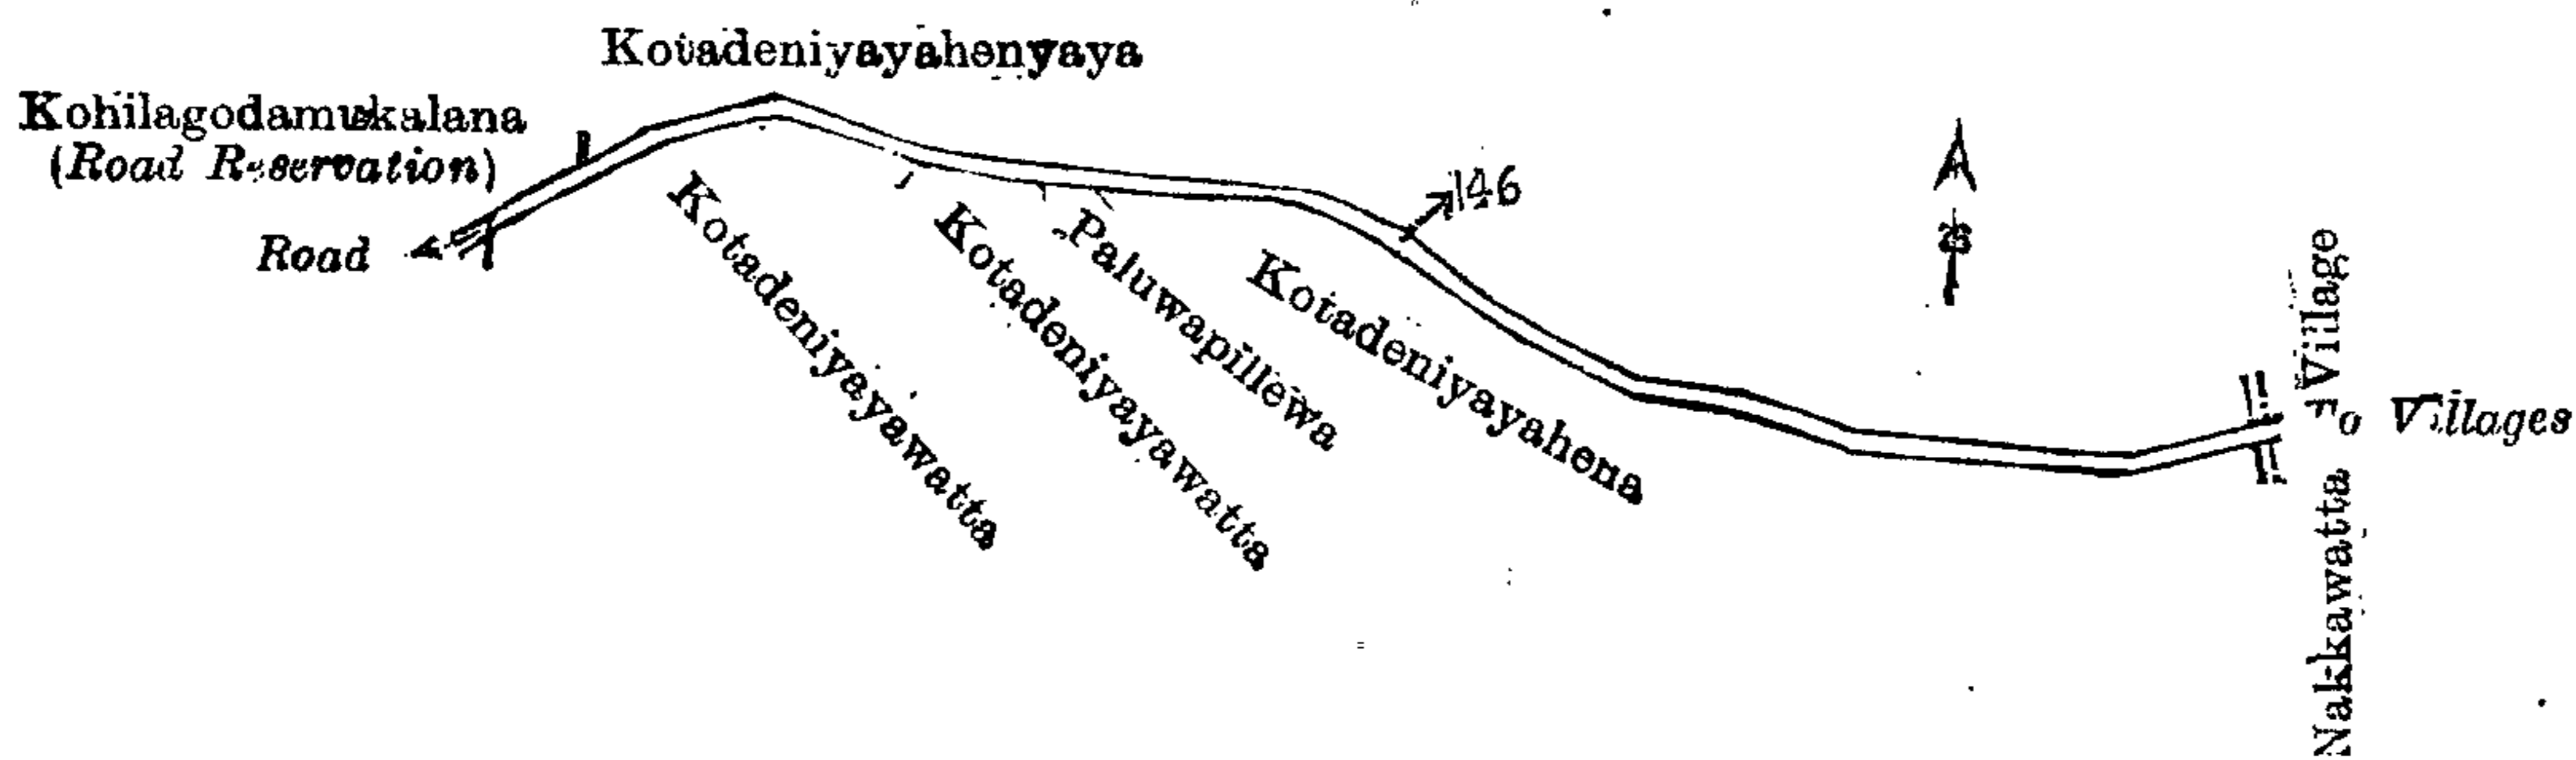 Kotadeniyayahenyaya
Kohilagodamukalana
(Road Reservation)
Road
146
Kotadeniyayawatta
Kotadeniyayawatta
Paluwapillewa
Kotadeniyayahena
Nakkawatta Village
To Villages